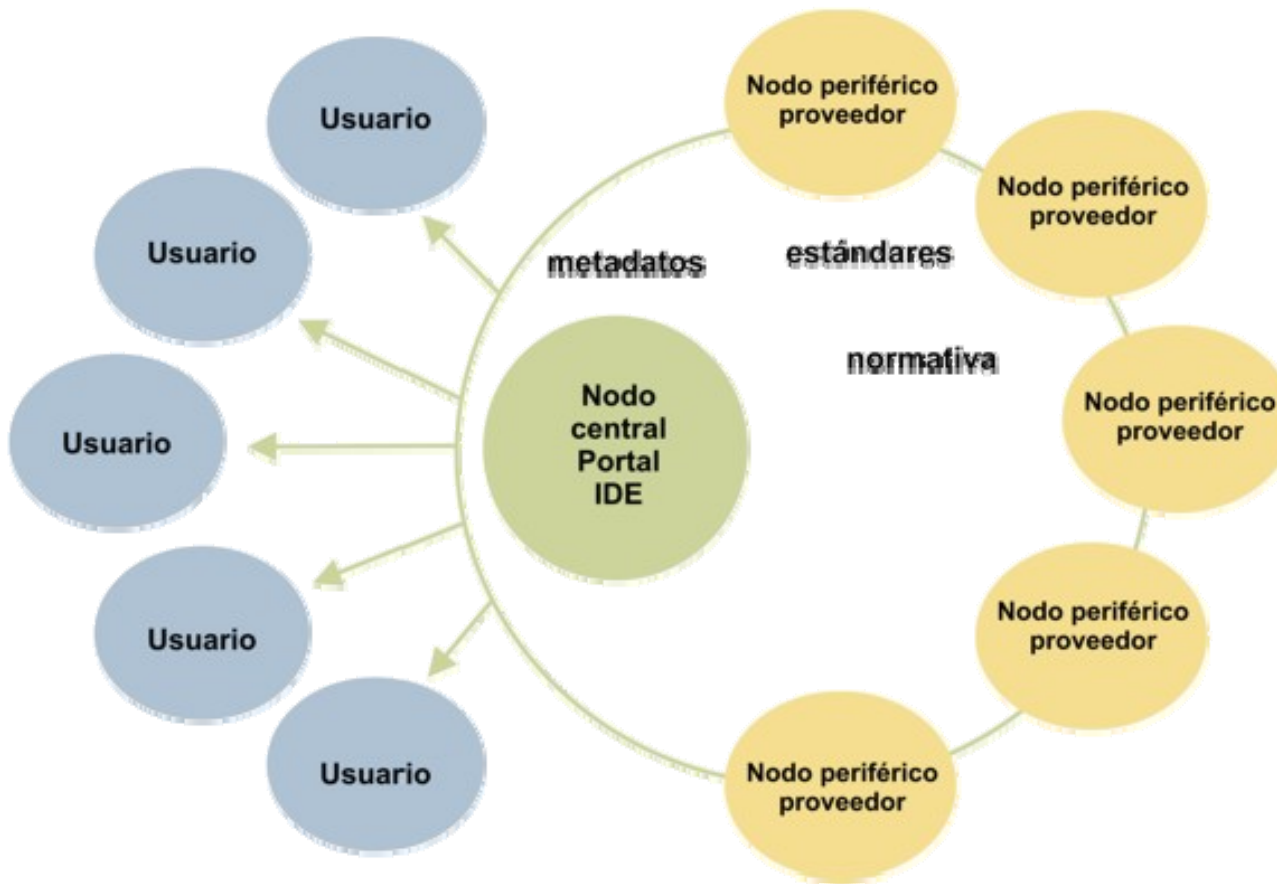 Usuario
Usuario
Usuario
Usuario
Usuario
metadatos
estándares
normativa
Nodo
central
Portal
IDE
Nodo periférico
proveedor
Nodo periférico
proveedor
Nodo periférico
proveedor
Nodo periférico
proveedor
Nodo periférico
proveedor